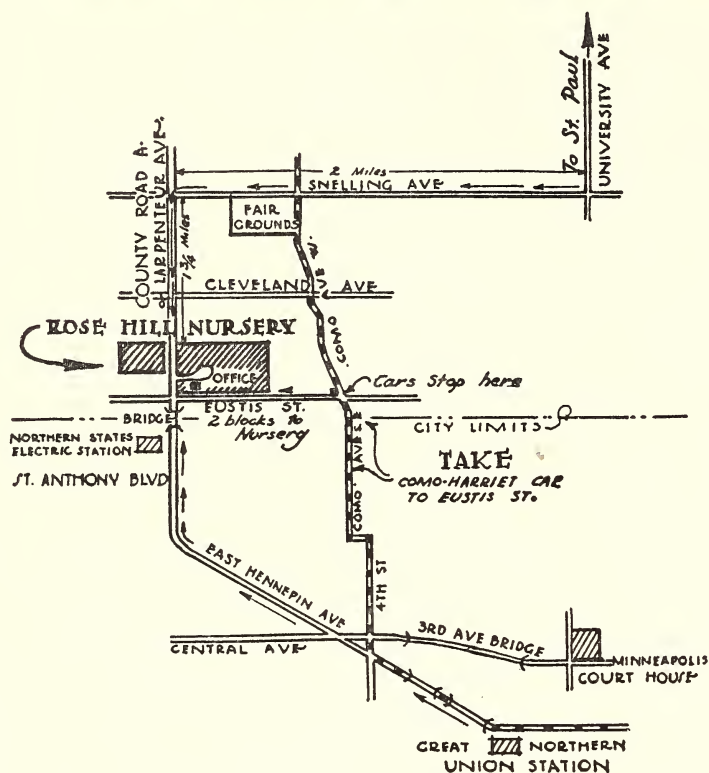 To St. Paul
UNIVERSITY AVE
COUNTY ROAD A.
or LARPENTEUR AVE.
2 Miles
SNELLING AVE
FAIR
GROUNDS
1 3/4 Miles
CLEVELAND AVE
COMO AVE W.
ROSE HILL NURSERY
OFFICE
Cars Stop here
EUSTIS ST.
2 blocks to
Nursery
BRIDGE
CITY LIMITS
NORTHERN STATES
ELECTRIC STATION
ST. ANTHONY BLVD
COMO AVE S.E
TAKE
COMO-HARRIET CAR
TO EUSTIS ST.
EAST HENNEPIN AVE
4TH ST
3RD AVE BRIDGE
CENTRAL AVE
MINNEAPOLIS
COURT HOUSE
GREAT NORTHERN
UNION STATION